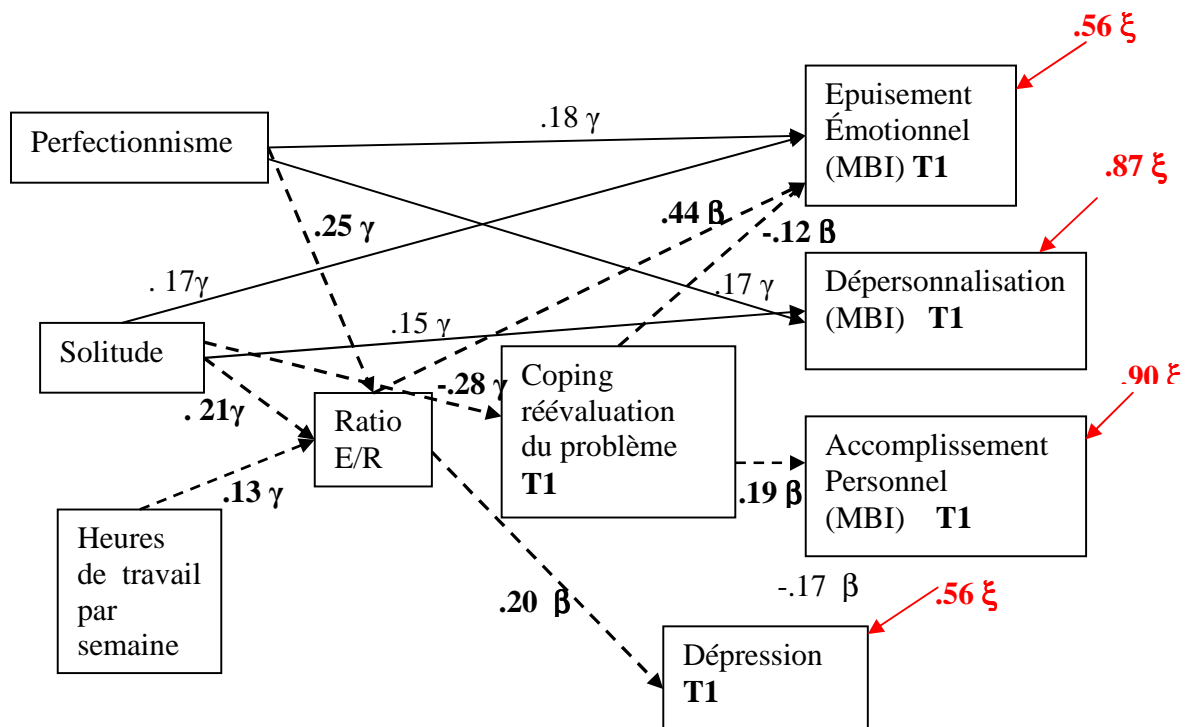 .56 ξ
Epuisement
Émotionnel
(MBI) T1
.18 γ
Perfectionnisme
.87 ξ
.25 γ
.44 β
-.12 β
. 17γ
Dépersonnalisation
(MBI) T1
.17 γ
.15 γ
Solitude
-.28 γ
Coping
réévaluation
du problème
T1
.90 ξ
. 21γ
Ratio
E/R
Accomplissement
Personnel
(MBI) T1
.13 γ
.19 β
Heures
de travail
par
semaine
-.17 β
.56 ξ
.20 β
Dépression
T1